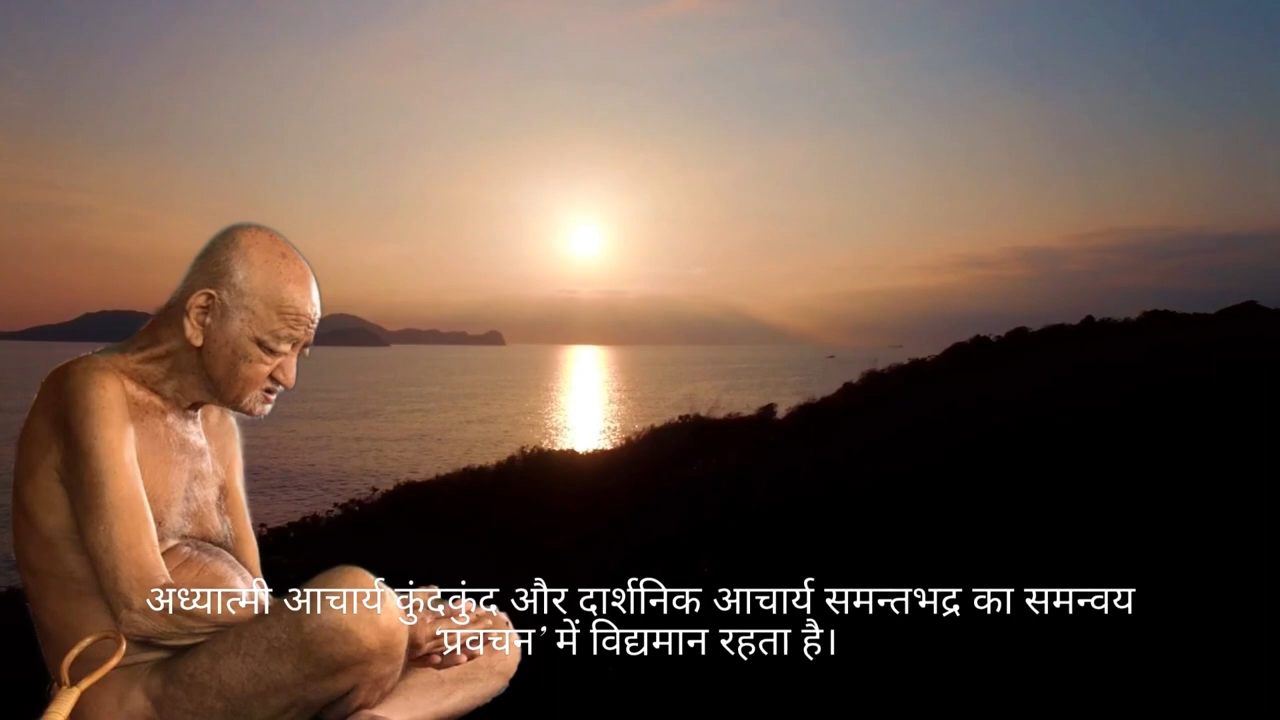 अध्यात्मी आचार्य कुंदकुंद और दार्शनिक आचार्य समन्तभद्र का समन्वय
‘प्रवचन’ में विद्यमान रहता है।